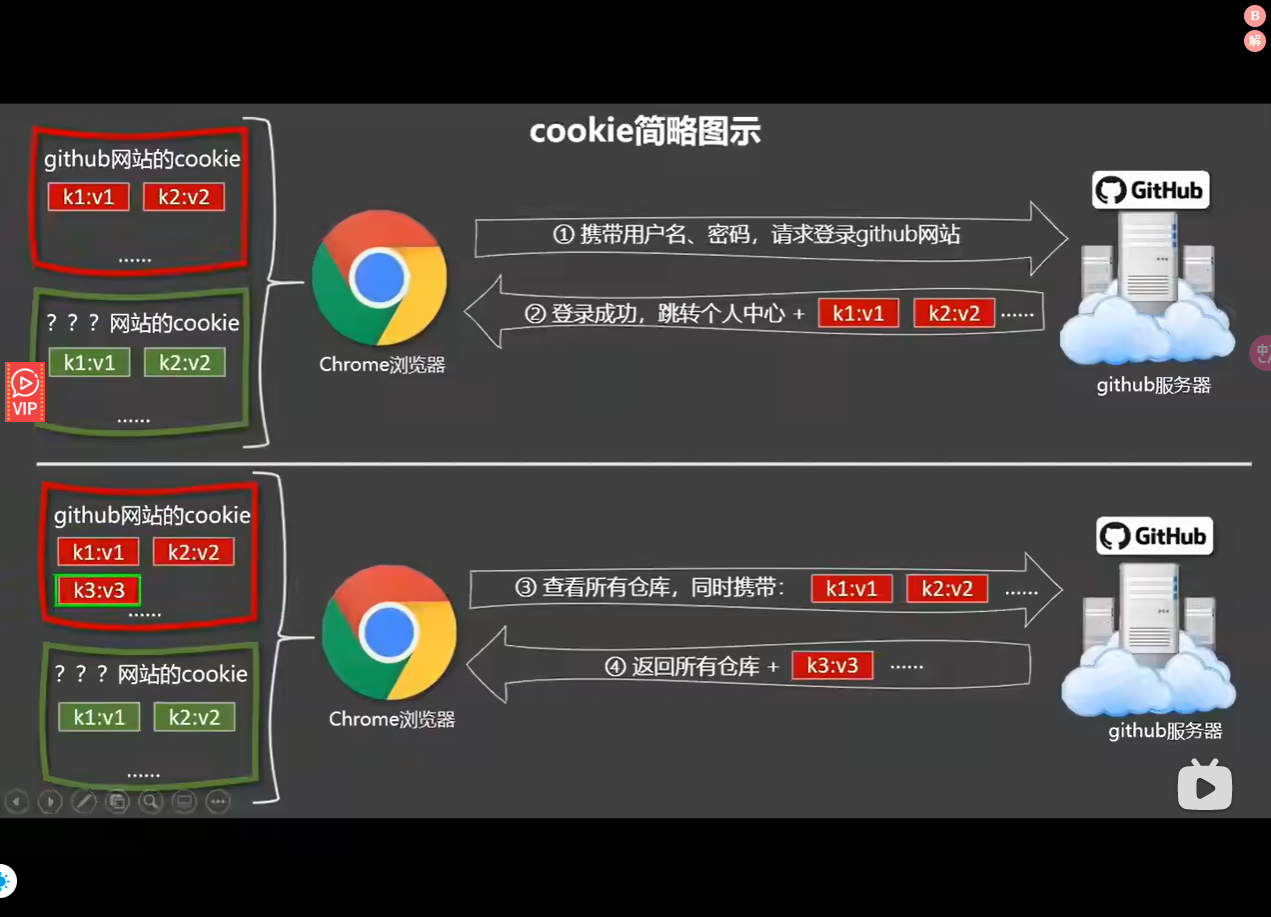 B
解
cookie简略图示
github网站的cookie
k1:v1 k2:v2
......
？？？网站的cookie
k1:v1 k2:v2
......
VIP
Chrome浏览器
① 携带用户名、密码，请求登录github网站
② 登录成功，跳转个人中心 + k1:v1 k2:v2 ......
GitHub
github服务器
中
github网站的cookie
k1:v1 k2:v2
k3:v3
......
？？？网站的cookie
k1:v1 k2:v2
......
Chrome浏览器
③ 查看所有仓库，同时携带： k1:v1 k2:v2 ......
④ 返回所有仓库 + k3:v3 ......
GitHub
github服务器